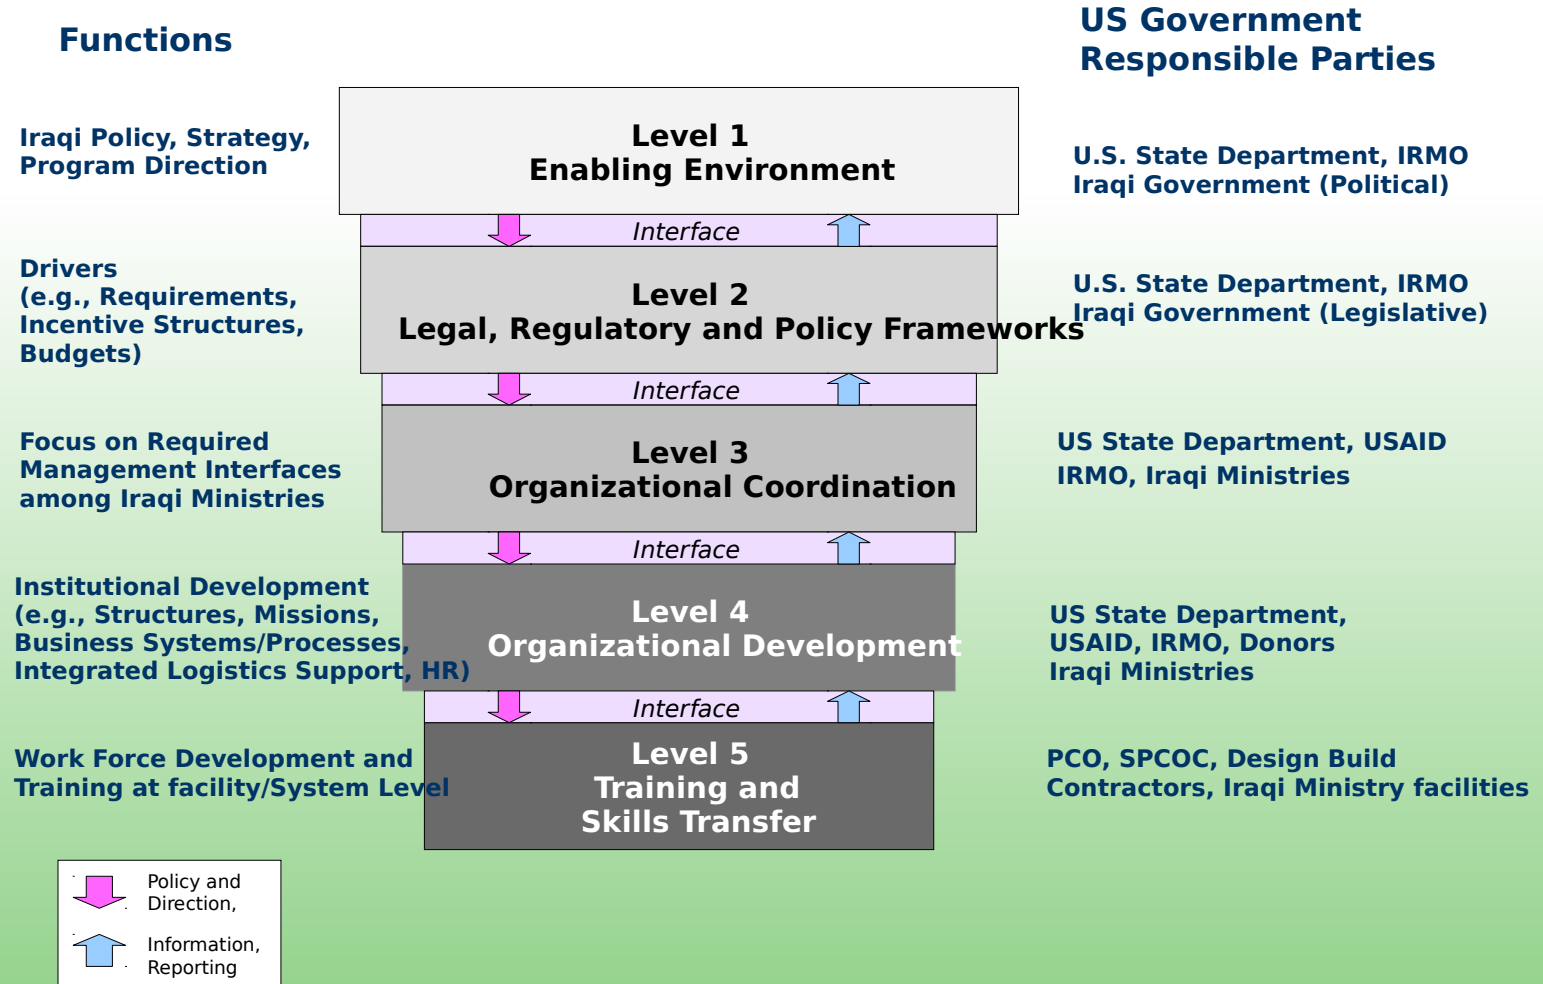 Functions
US Government
Responsible Parties
Iraqi Policy, Strategy,
Program Direction
Level 1
Enabling Environment
U.S. State Department, IRMO
Iraqi Government (Political)
Interface
Drivers
(e.g., Requirements,
Incentive Structures,
Budgets)
Level 2
Legal, Regulatory and Policy Frameworks
U.S. State Department, IRMO
Iraqi Government (Legislative)
Interface
Focus on Required
Management Interfaces
among Iraqi Ministries
Level 3
Organizational Coordination
US State Department, USAID
IRMO, Iraqi Ministries
Interface
Institutional Development
(e.g., Structures, Missions,
Business Systems/Processes,
Integrated Logistics Support, HR)
Level 4
Organizational Development
US State Department,
USAID, IRMO, Donors
Iraqi Ministries
Interface
Work Force Development and
Training at facility/System Level
Level 5
Training and
Skills Transfer
PCO, SPCOC, Design Build
Contractors, Iraqi Ministry facilities
Policy and
Direction,
Information,
Reporting